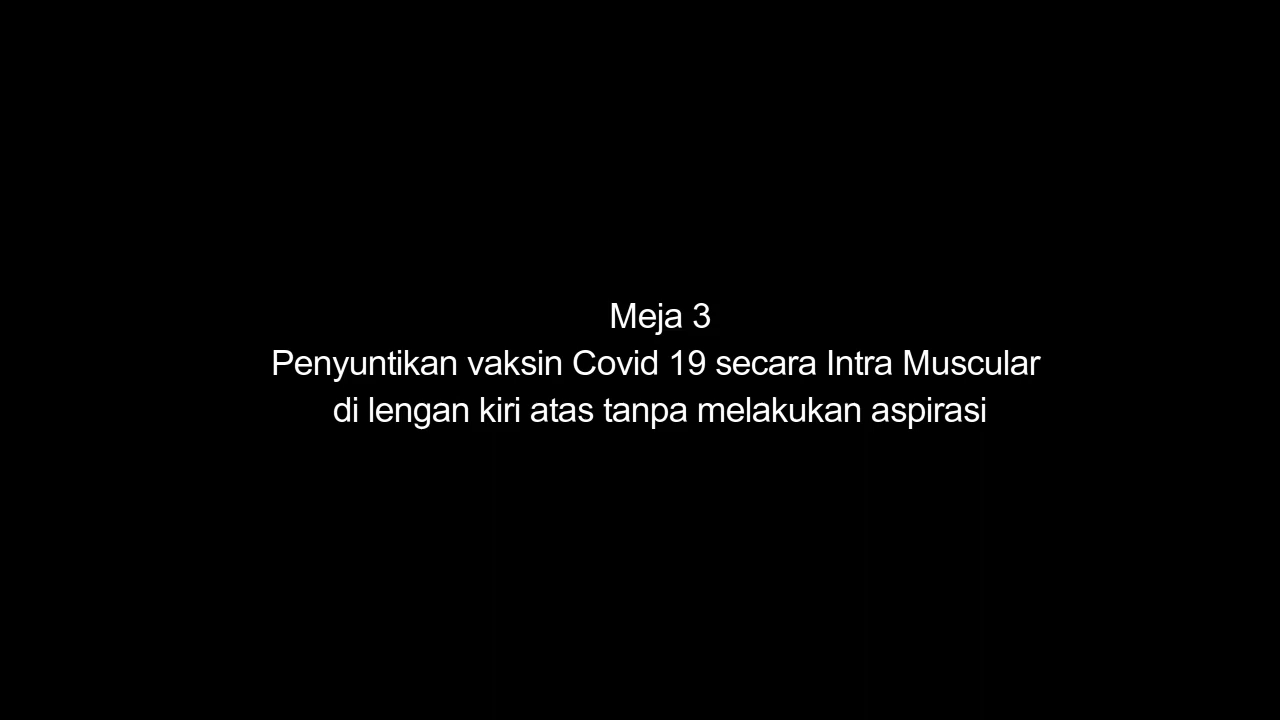 Meja 3
Penyuntikan vaksin Covid 19 secara Intra Muscular
di lengan kiri atas tanpa melakukan aspirasi